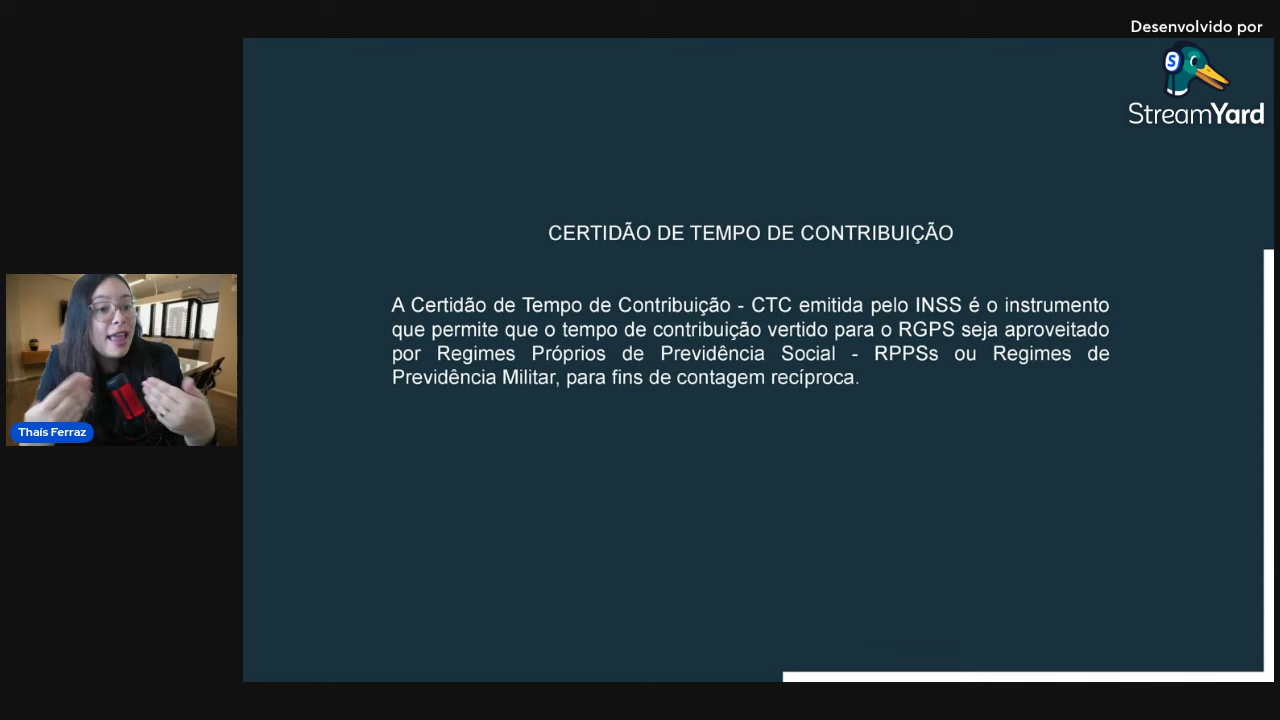 Desenvolvido por
S
StreamYard
CERTIDÃO DE TEMPO DE CONTRIBUIÇÃO
A Certidão de Tempo de Contribuição - CTC emitida pelo INSS é o instrumento
que permite que o tempo de contribuição vertido para o RGPS seja aproveitado
por Regimes Próprios de Previdência Social - RPPSs ou Regimes de
Previdência Militar, para fins de contagem recíproca.
Thaís Ferraz